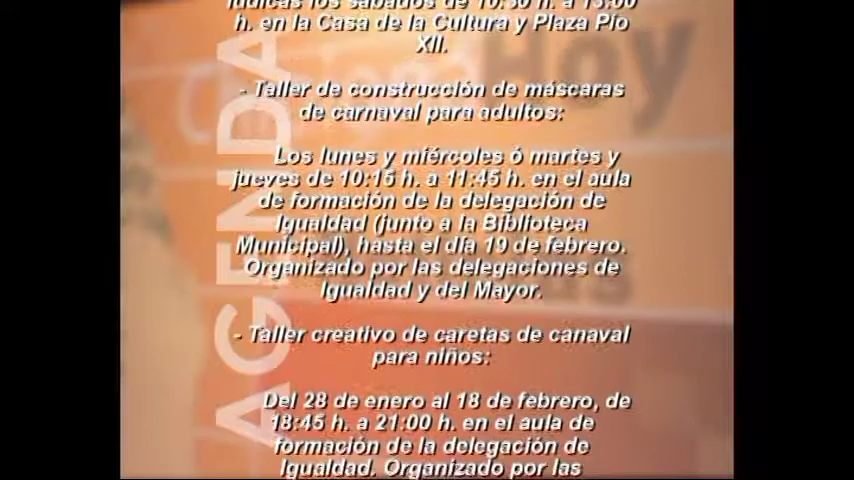 lúdicas los sábados de 10:30 h. a 13:00
h. en la Casa de la Cultura y Plaza Pío
XII.
- Taller de construcción de máscaras
de carnaval para adultos:
Los lunes y miércoles ó martes y
jueves de 10:15 h. a 11:45 h. en el aula
de formación de la delegación de
Igualdad (junto a la Biblioteca
Municipal), hasta el día 19 de febrero.
Organizado por las delegaciones de
Igualdad y del Mayor.
- Taller creativo de caretas de canaval
para niños:
Del 28 de enero al 18 de febrero, de
18:45 h. a 21:00 h. en el aula de
formación de la delegación de
Igualdad. Organizado por las
AGENDA
Hoy